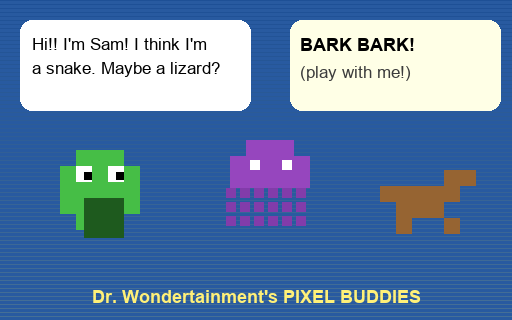 Hi!! I'm Sam! I think I'm
a snake. Maybe a lizard?
BARK BARK!
(play with me!)
Dr. Wondertainment's PIXEL BUDDIES